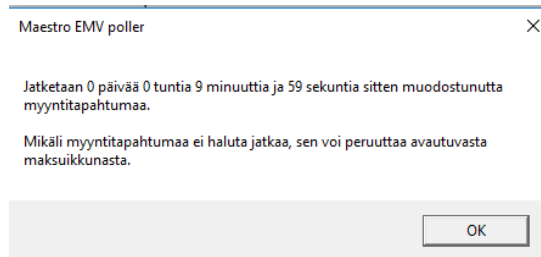 Maestro EMV poller
Jatketaan 0 päivää 0 tuntia 9 minuuttia ja 59 sekuntia sitten muodostunutta
myyntitapahtumaa.
Mikäli myyntitapahtumaa ei haluta jatkaa, sen voi peruuttaa avautuvasta
maksuikkunasta.
OK